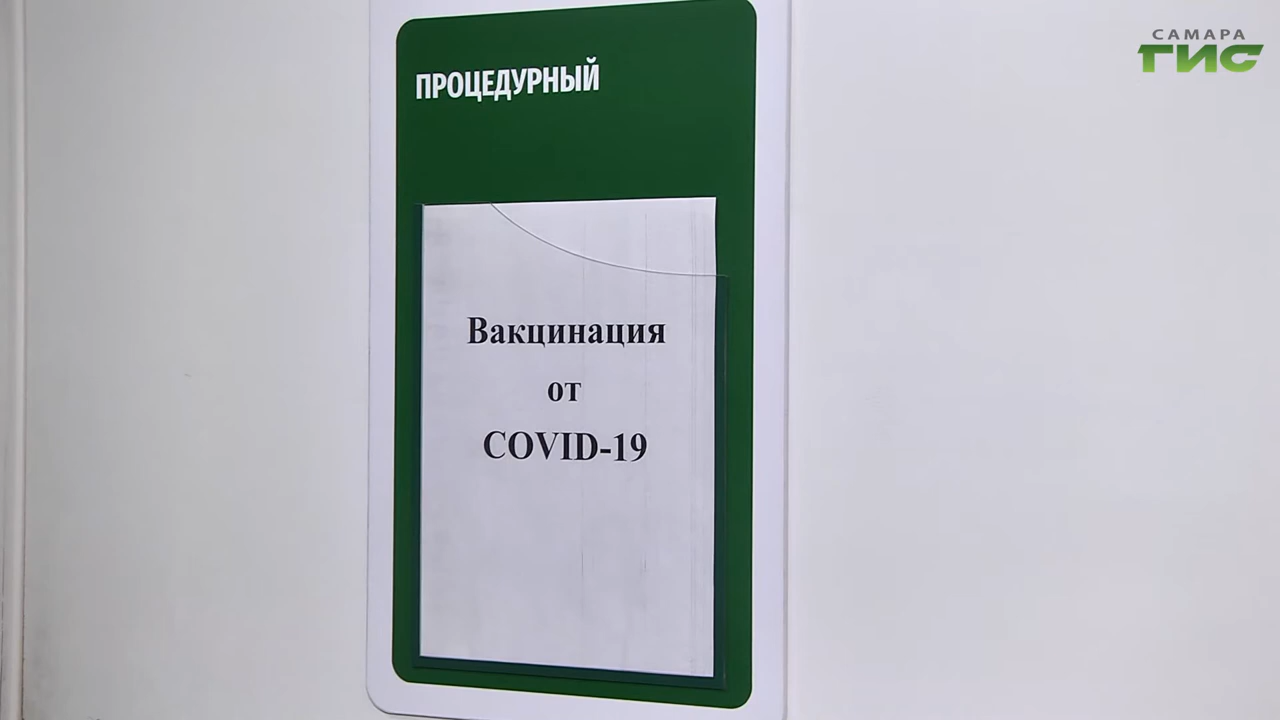 САМАРА
ГИС
ПРОЦЕДУРНЫЙ
Вакцинация
от
COVID-19